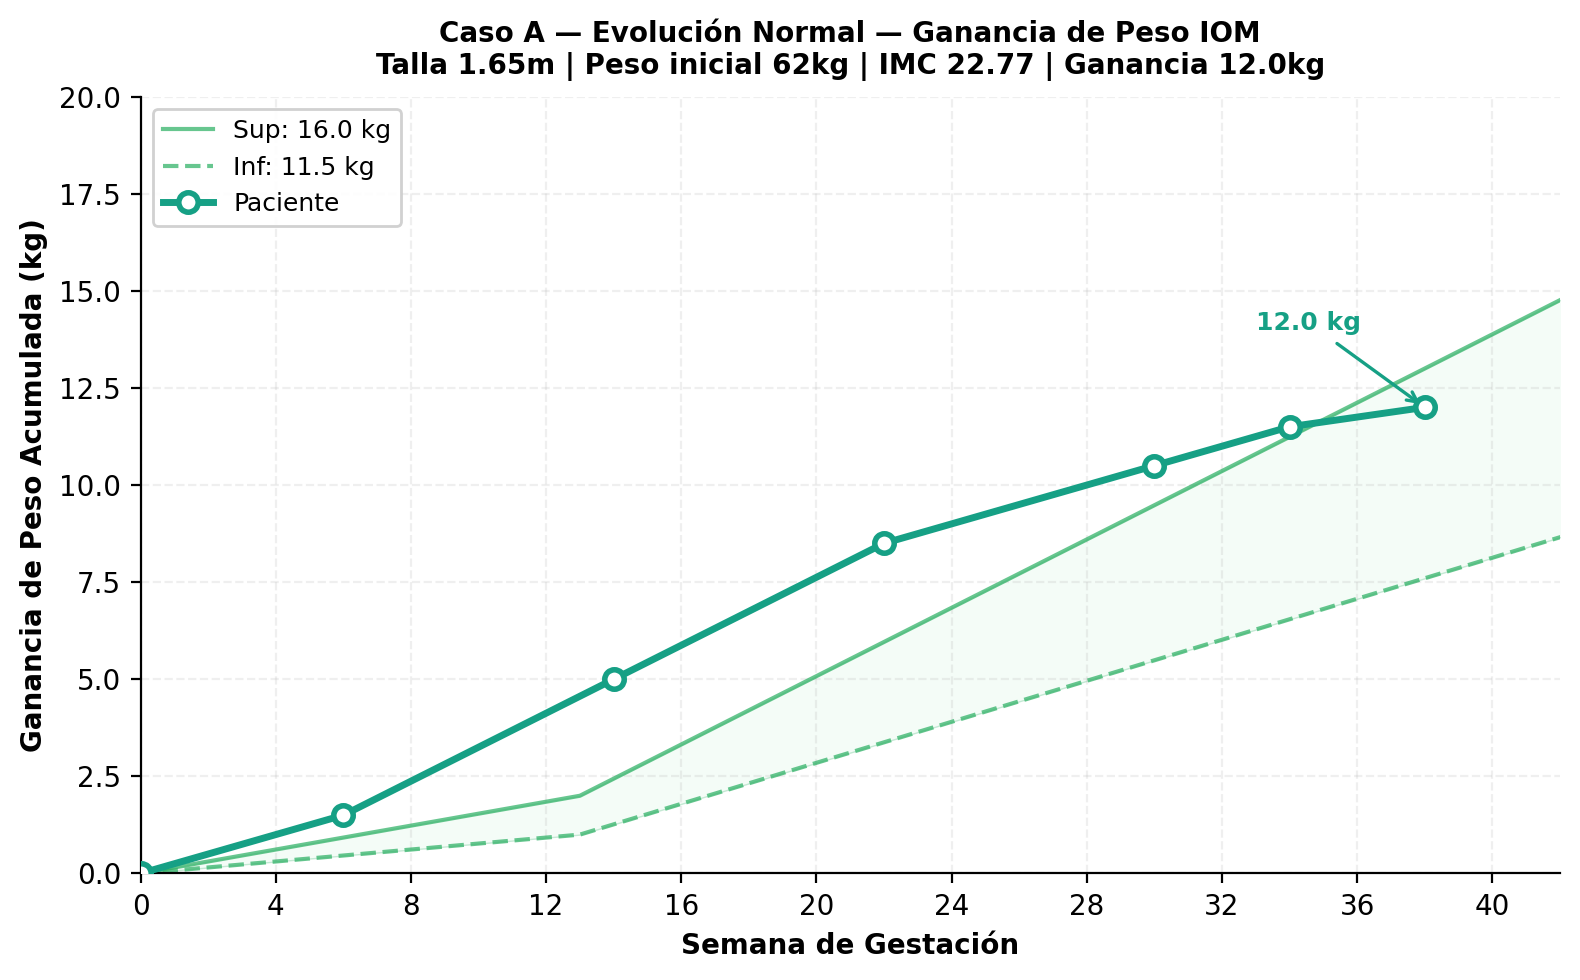 Caso A — Evolución Normal — Ganancia de Peso IOM
Talla 1.65m | Peso inicial 62kg | IMC 22.77 | Ganancia 12.0kg
Sup: 16.0 kg
Inf: 11.5 kg
Paciente
12.0 kg
Ganancia de Peso Acumulada (kg)
20.0
17.5
15.0
12.5
10.0
7.5
5.0
2.5
0.0
0 4 8 12 16 20 24 28 32 36 40
Semana de Gestación